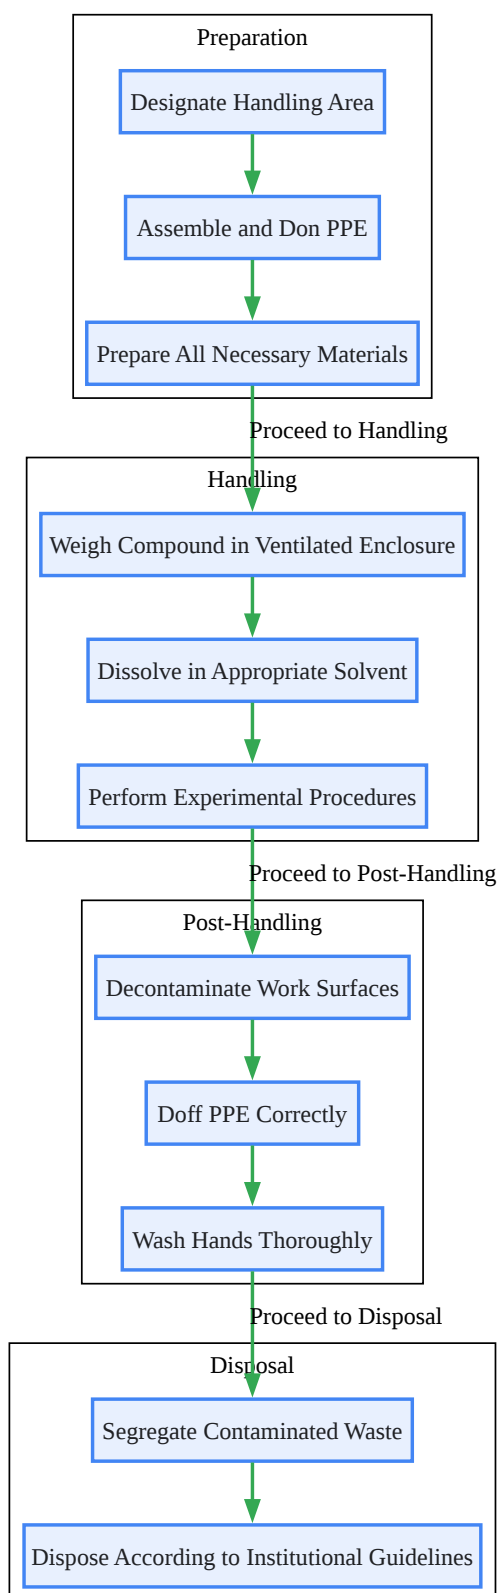 Preparation
Designate Handling Area
Assemble and Don PPE
Prepare All Necessary Materials
Proceed to Handling
Handling
Weigh Compound in Ventilated Enclosure
Dissolve in Appropriate Solvent
Perform Experimental Procedures
Proceed to Post-Handling
Post-Handling
Decontaminate Work Surfaces
Doff PPE Correctly
Wash Hands Thoroughly
Proceed to Disposal
Disposal
Segregate Contaminated Waste
Dispose According to Institutional Guidelines